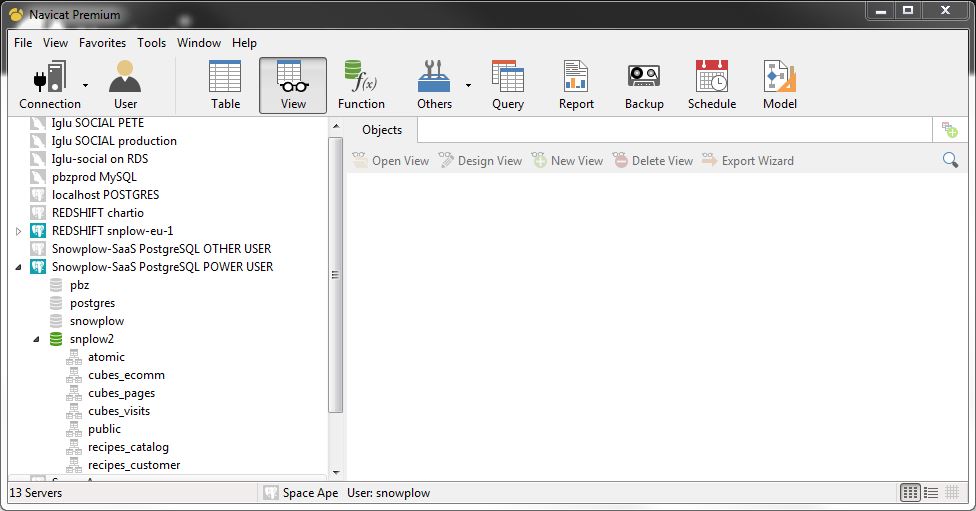 Navicat Premium
File View Favorites Tools Window Help
Connection User Table View Function Others Query Report Backup Schedule Model
f(x)
Iglu SOCIAL PETE
Iglu SOCIAL production
Iglu-social on RDS
pbzprod MySQL
localhost POSTGRES
REDSHIFT chartio
REDSHIFT snplow-eu-1
Snowplow-SaaS PostgreSQL OTHER USER
Snowplow-SaaS PostgreSQL POWER USER
pbz
postgres
snowplow
snplow2
atomic
cubes_ecomm
cubes_pages
cubes_visits
public
recipes_catalog
recipes_customer
Objects
Open View Design View New View Delete View Export Wizard
13 Servers Space Ape User: snowplow